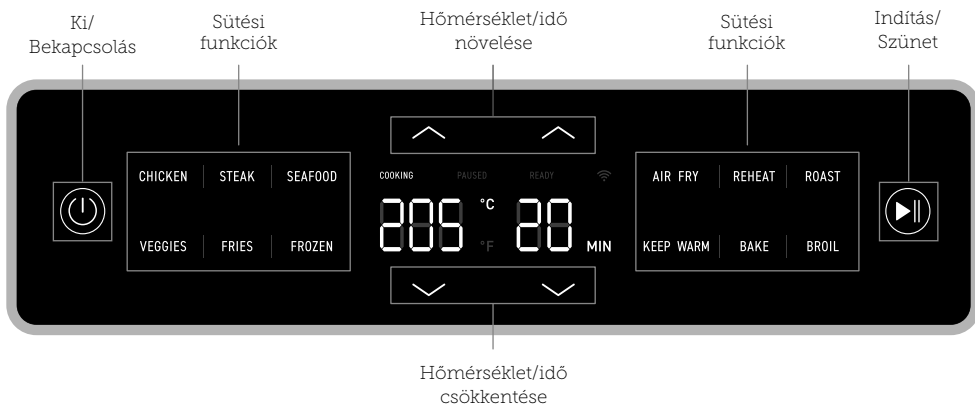 Ki/
Bekapcsolás
Sütési
funkciók
Hőmérséklet/idő
növelése
Sütési
funkciók
Indítás/
Szünet
CHICKEN STEAK SEAFOOD
COOKING PAUSED READY
AIR FRY REHEAT ROAST
205 °C 20
°F MIN
VEGGIES FRIES FROZEN
KEEP WARM BAKE BROIL
Hőmérséklet/idő
csökkentése